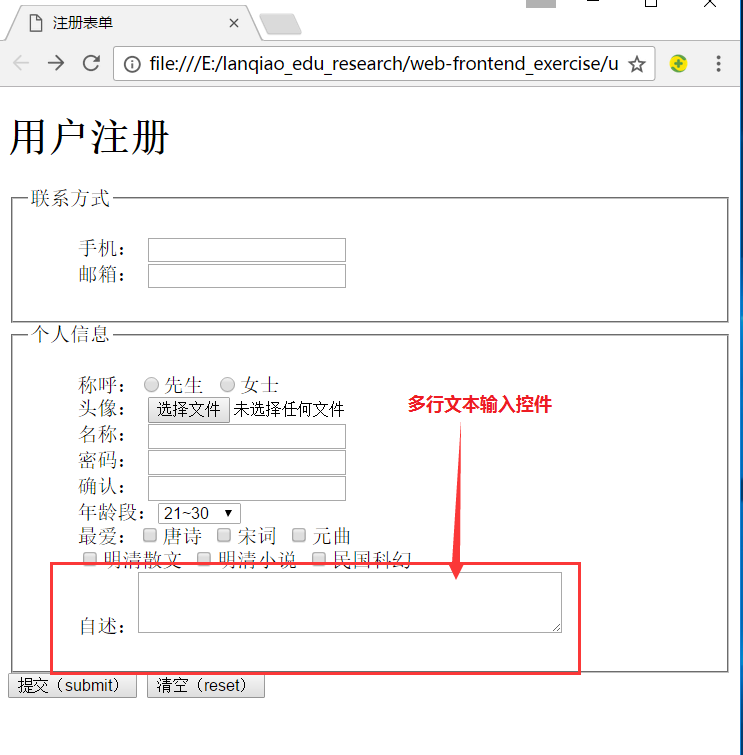 注册表单
file:///E:/lanqiao_edu_research/web-frontend_exercise/u
用户注册
联系方式
手机：
邮箱：
个人信息
称呼： 先生 女士
头像： 选择文件 未选择任何文件
多行文本输入控件
名称：
密码：
确认：
年龄段： 21~30
最爱： 唐诗 宋词 元曲
明清散文 明清小说 民国科幻
自述：
提交（submit） 清空（reset）